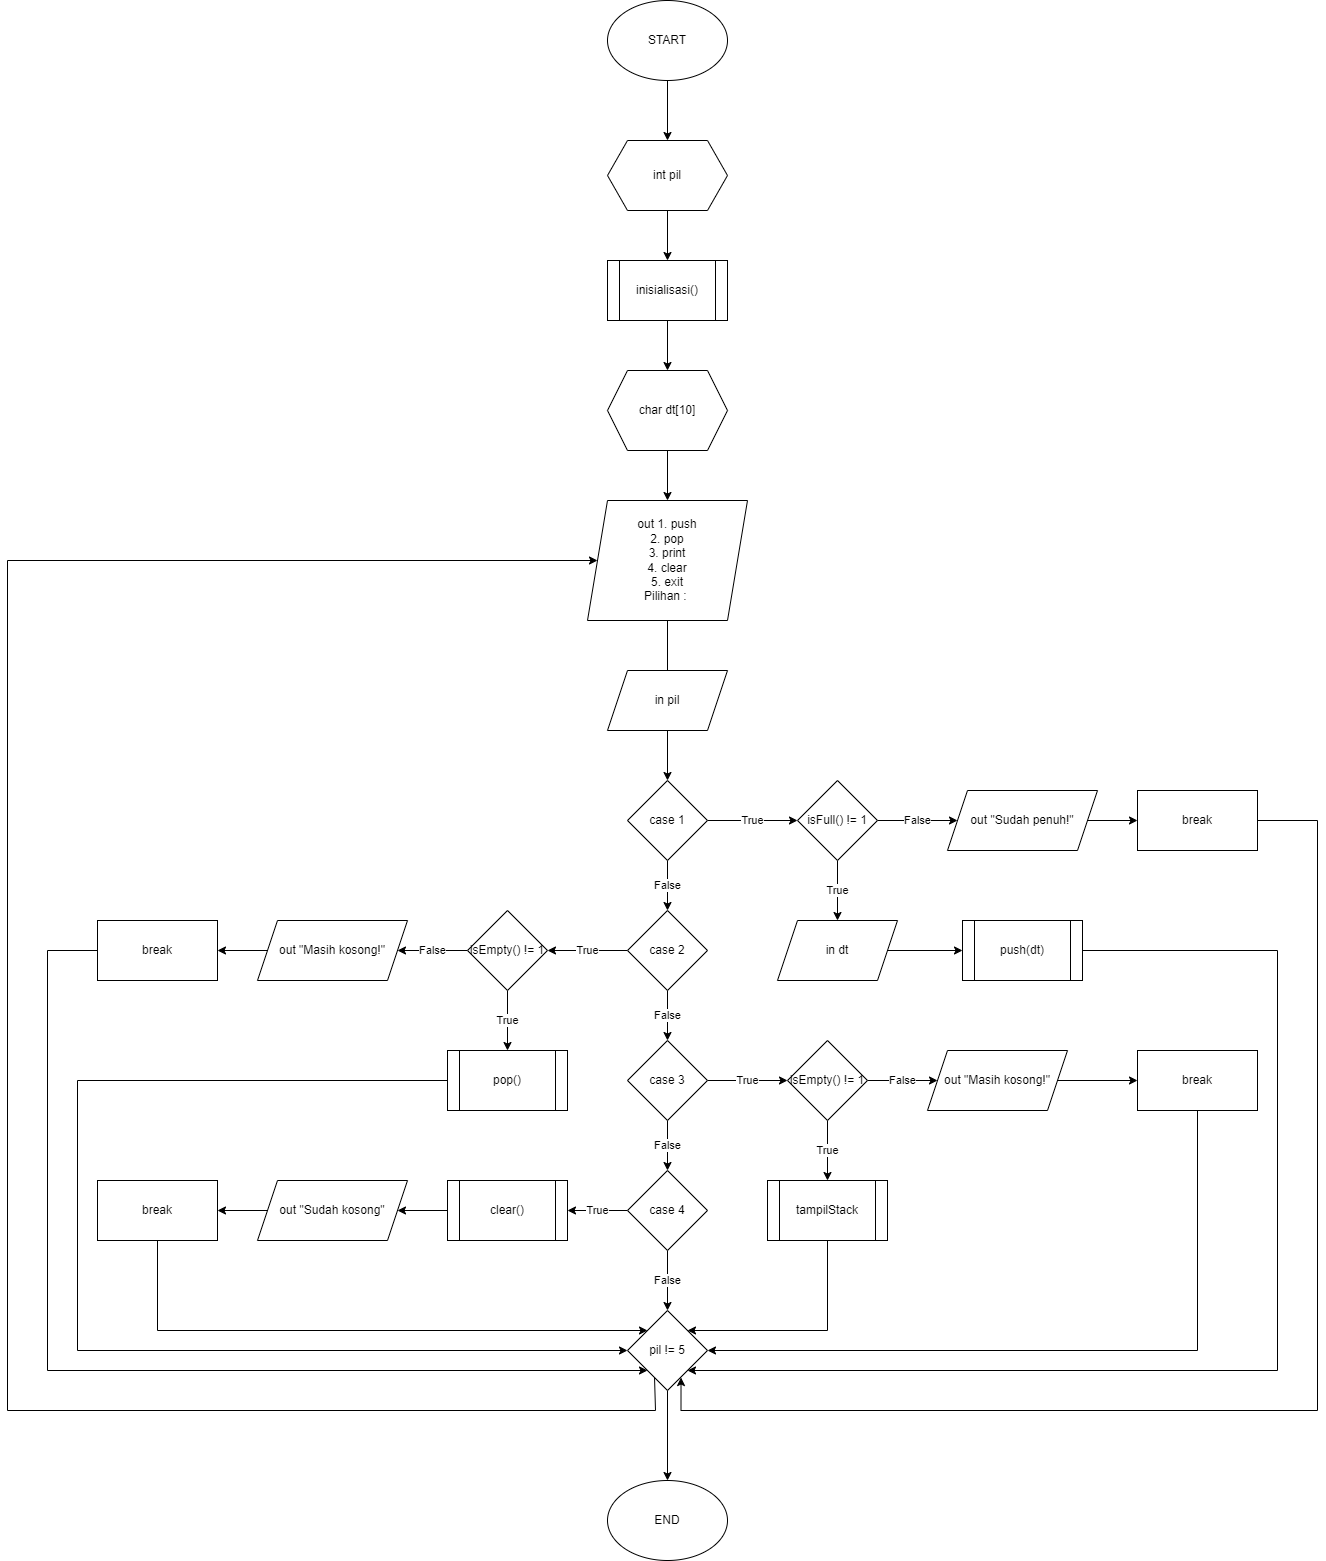 START
int pil
inisialisasi()
char dt[10]
out 1. push
2. pop
3. print
4. clear
5. exit
Pilihan :
in pil
case 1
True
isFull() != 1
False
out "Sudah penuh!"
break
False
True
break
out "Masih kosong!"
False
isEmpty() != 1
True
case 2
in dt
push(dt)
True
False
pop()
case 3
True
isEmpty() != 1
False
out "Masih kosong!"
break
False
True
break
out "Sudah kosong"
clear()
True
case 4
tampilStack
False
pil != 5
END